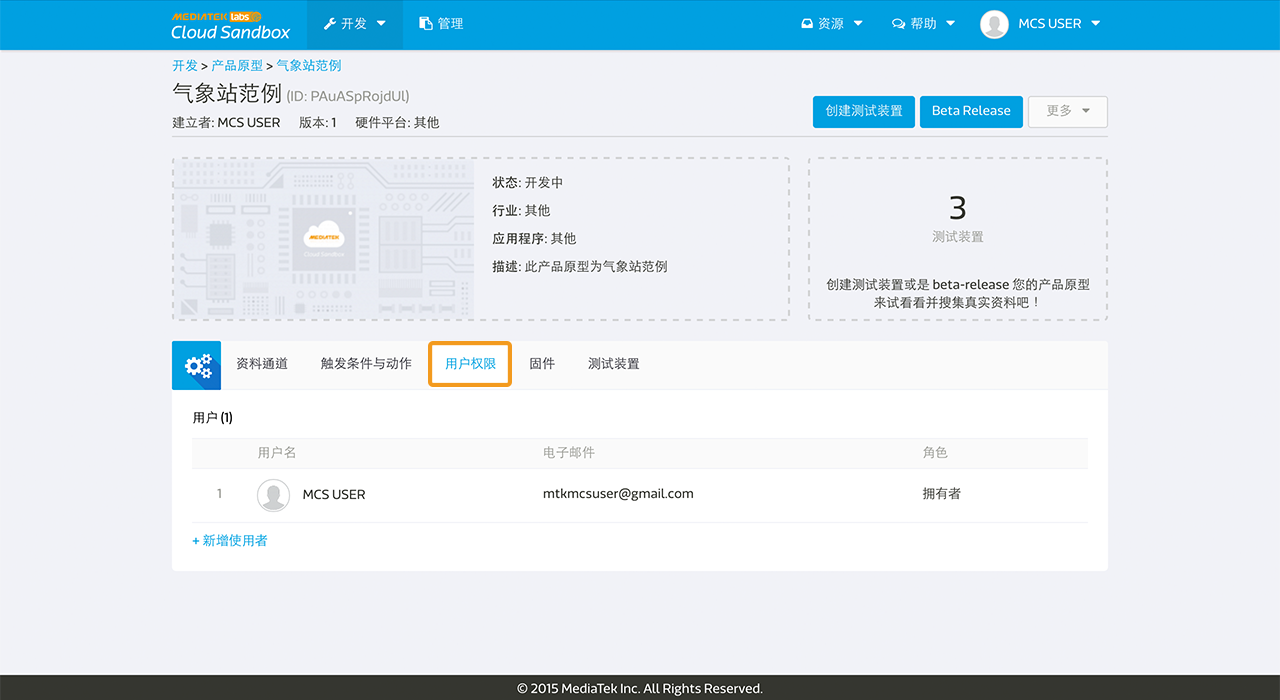 MEDIATEK labs
Cloud Sandbox
开发
管理
资源
帮助
MCS USER
开发 > 产品原型 > 气象站范例
气象站范例 (ID: PAuASpRojdUl)
建立者: MCS USER 版本: 1 硬件平台: 其他
创建测试装置
Beta Release
更多
MEDIATEK
Cloud Sandbox
状态: 开发中
行业: 其他
应用程序: 其他
描述: 此产品原型为气象站范例
3
测试装置
创建测试装置或是 beta-release 您的产品原型
来试看看并搜集真实资料吧！
资料通道
触发条件与动作
用户权限
固件
测试装置
用户 (1)
用户名 电子邮件 角色
1 MCS USER mtkmcsuser@gmail.com 拥有者
+ 新增使用者
© 2015 MediaTek Inc. All Rights Reserved.